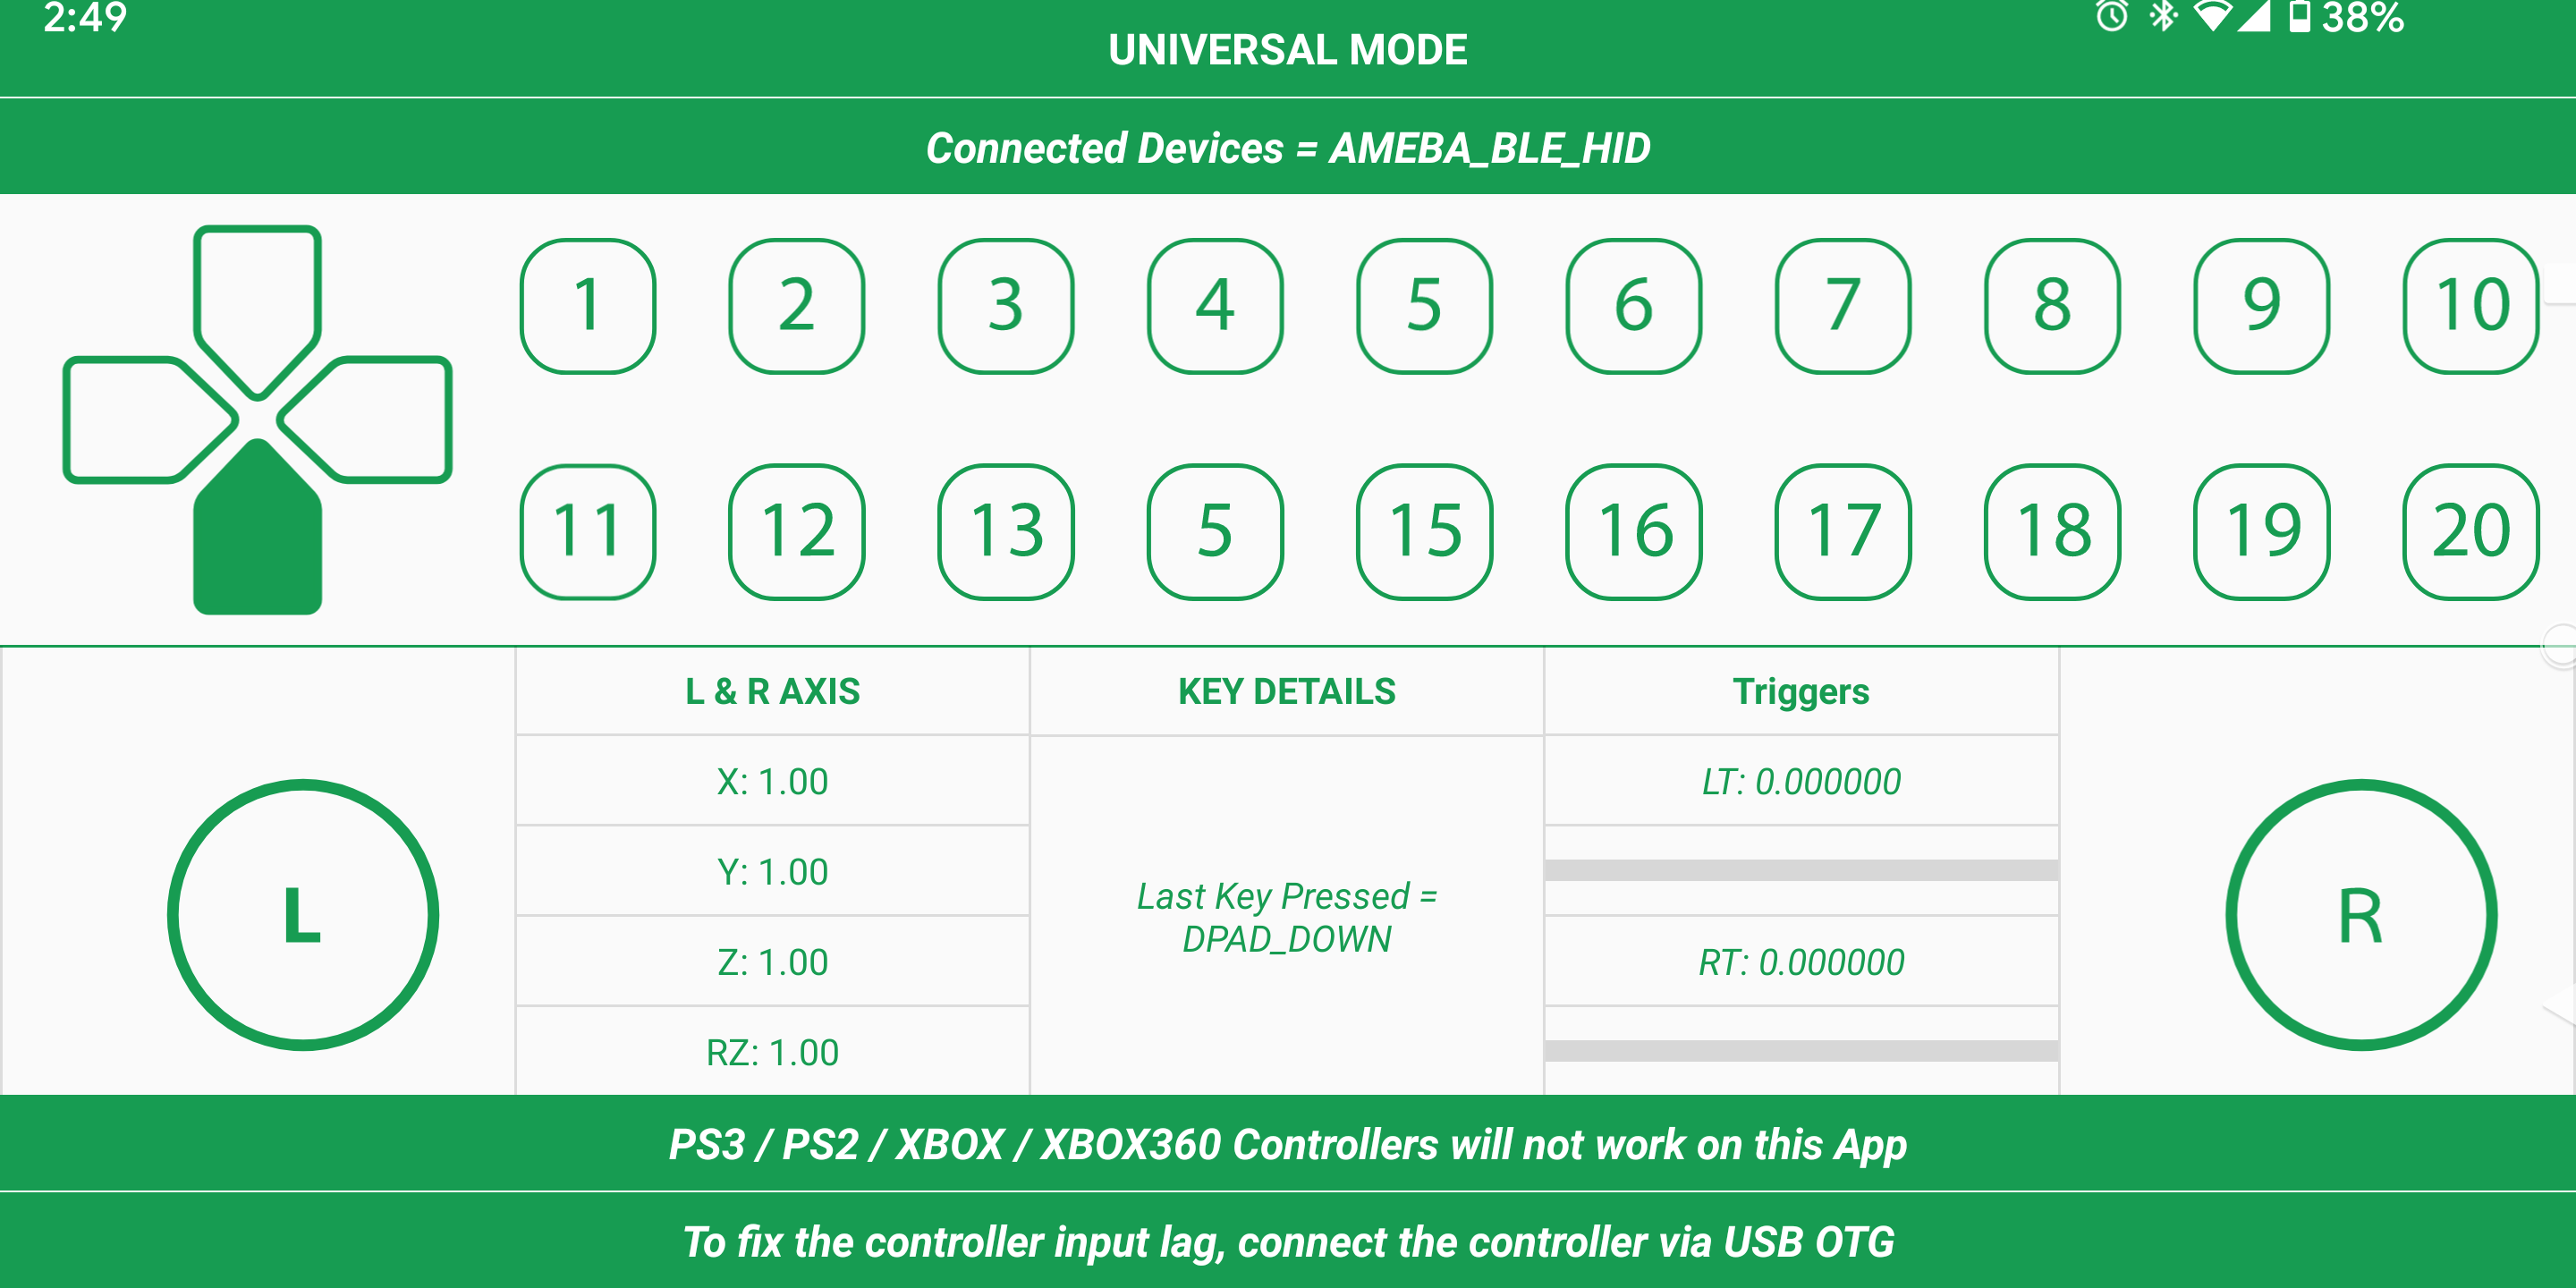 2:49
38%
UNIVERSAL MODE
Connected Devices = AMEBA_BLE_HID
1 2 3 4 5 6 7 8 9 10
11 12 13 5 15 16 17 18 19 20
L & R AXIS
X: 1.00
Y: 1.00
Z: 1.00
RZ: 1.00
KEY DETAILS
Last Key Pressed =
DPAD_DOWN
Triggers
LT: 0.000000
RT: 0.000000
L
R
PS3 / PS2 / XBOX / XBOX360 Controllers will not work on this App
To fix the controller input lag, connect the controller via USB OTG